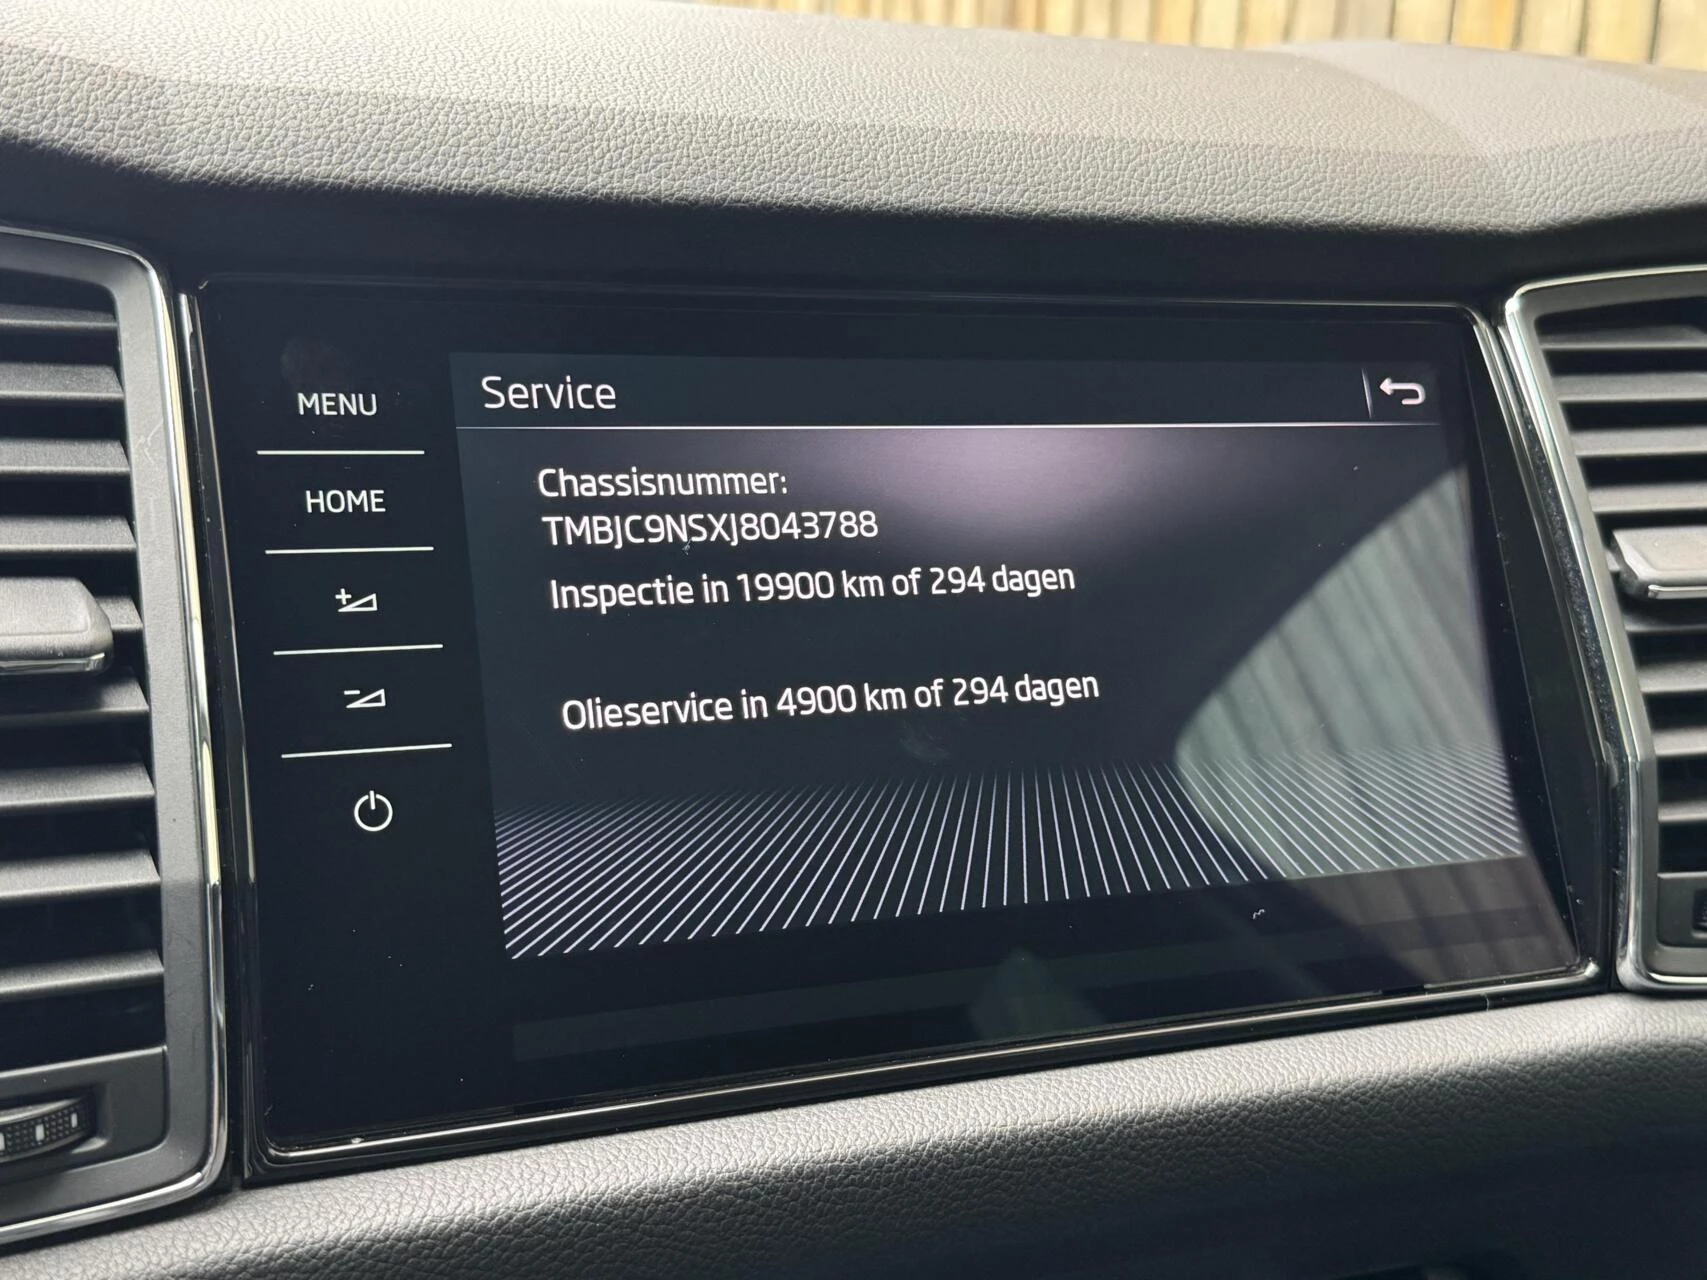 Service
MENU
HOME
Chassisnummer:
TMBJC9NSXJ8043788
Inspectie in 19900 km of 294 dagen
Olieservice in 4900 km of 294 dagen